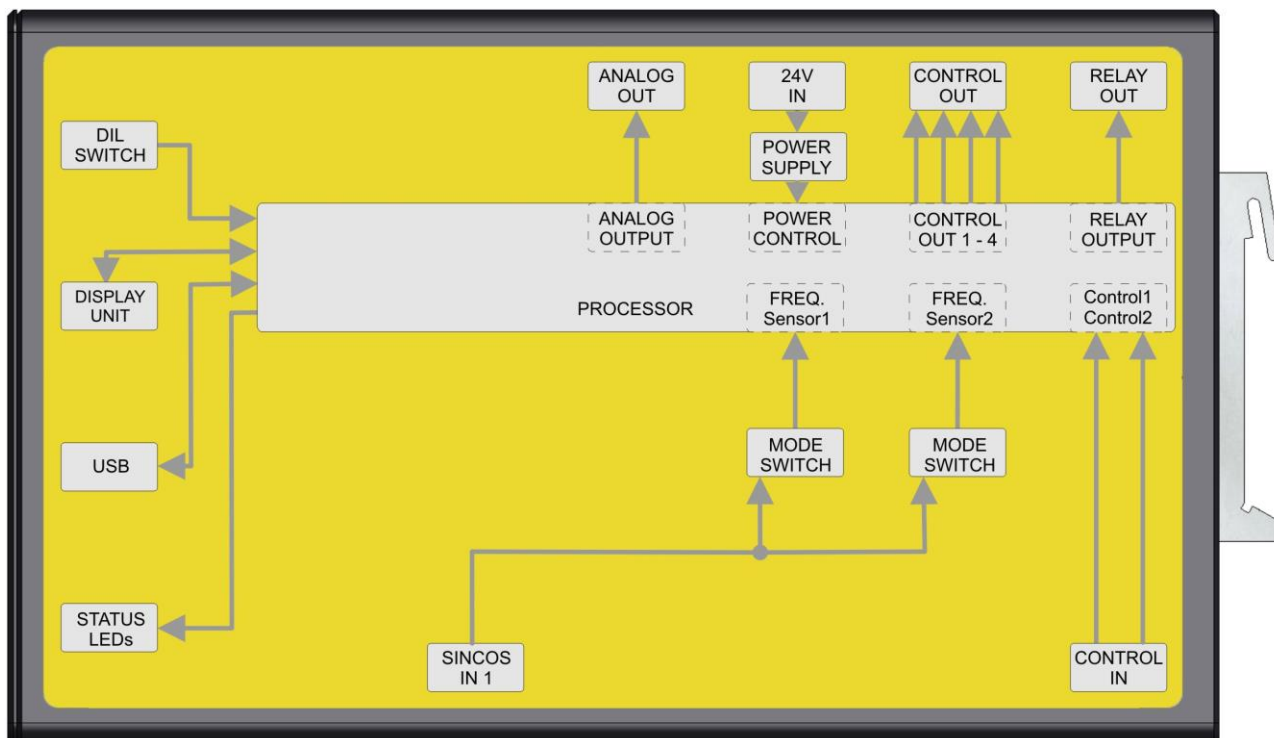 ANALOG
OUT
24V
IN
CONTROL
OUT
RELAY
OUT
DIL
SWITCH
POWER
SUPPLY
ANALOG
OUTPUT
POWER
CONTROL
CONTROL
OUT 1 - 4
RELAY
OUTPUT
DISPLAY
UNIT
PROCESSOR
FREQ.
Sensor1
FREQ.
Sensor2
Control1
Control2
USB
MODE
SWITCH
MODE
SWITCH
STATUS
LEDs
SINCOS
IN 1
CONTROL
IN